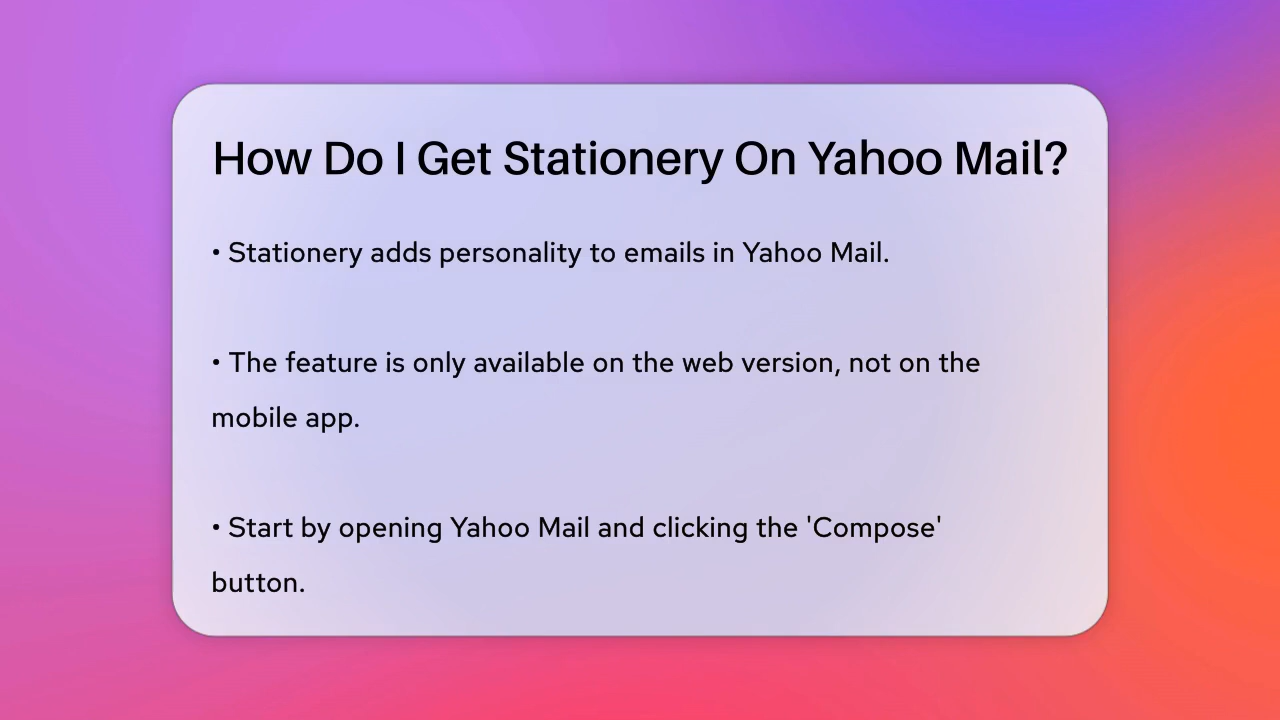 How Do I Get Stationery On Yahoo Mail?
• Stationery adds personality to emails in Yahoo Mail.
• The feature is only available on the web version, not on the
mobile app.
• Start by opening Yahoo Mail and clicking the 'Compose'
button.